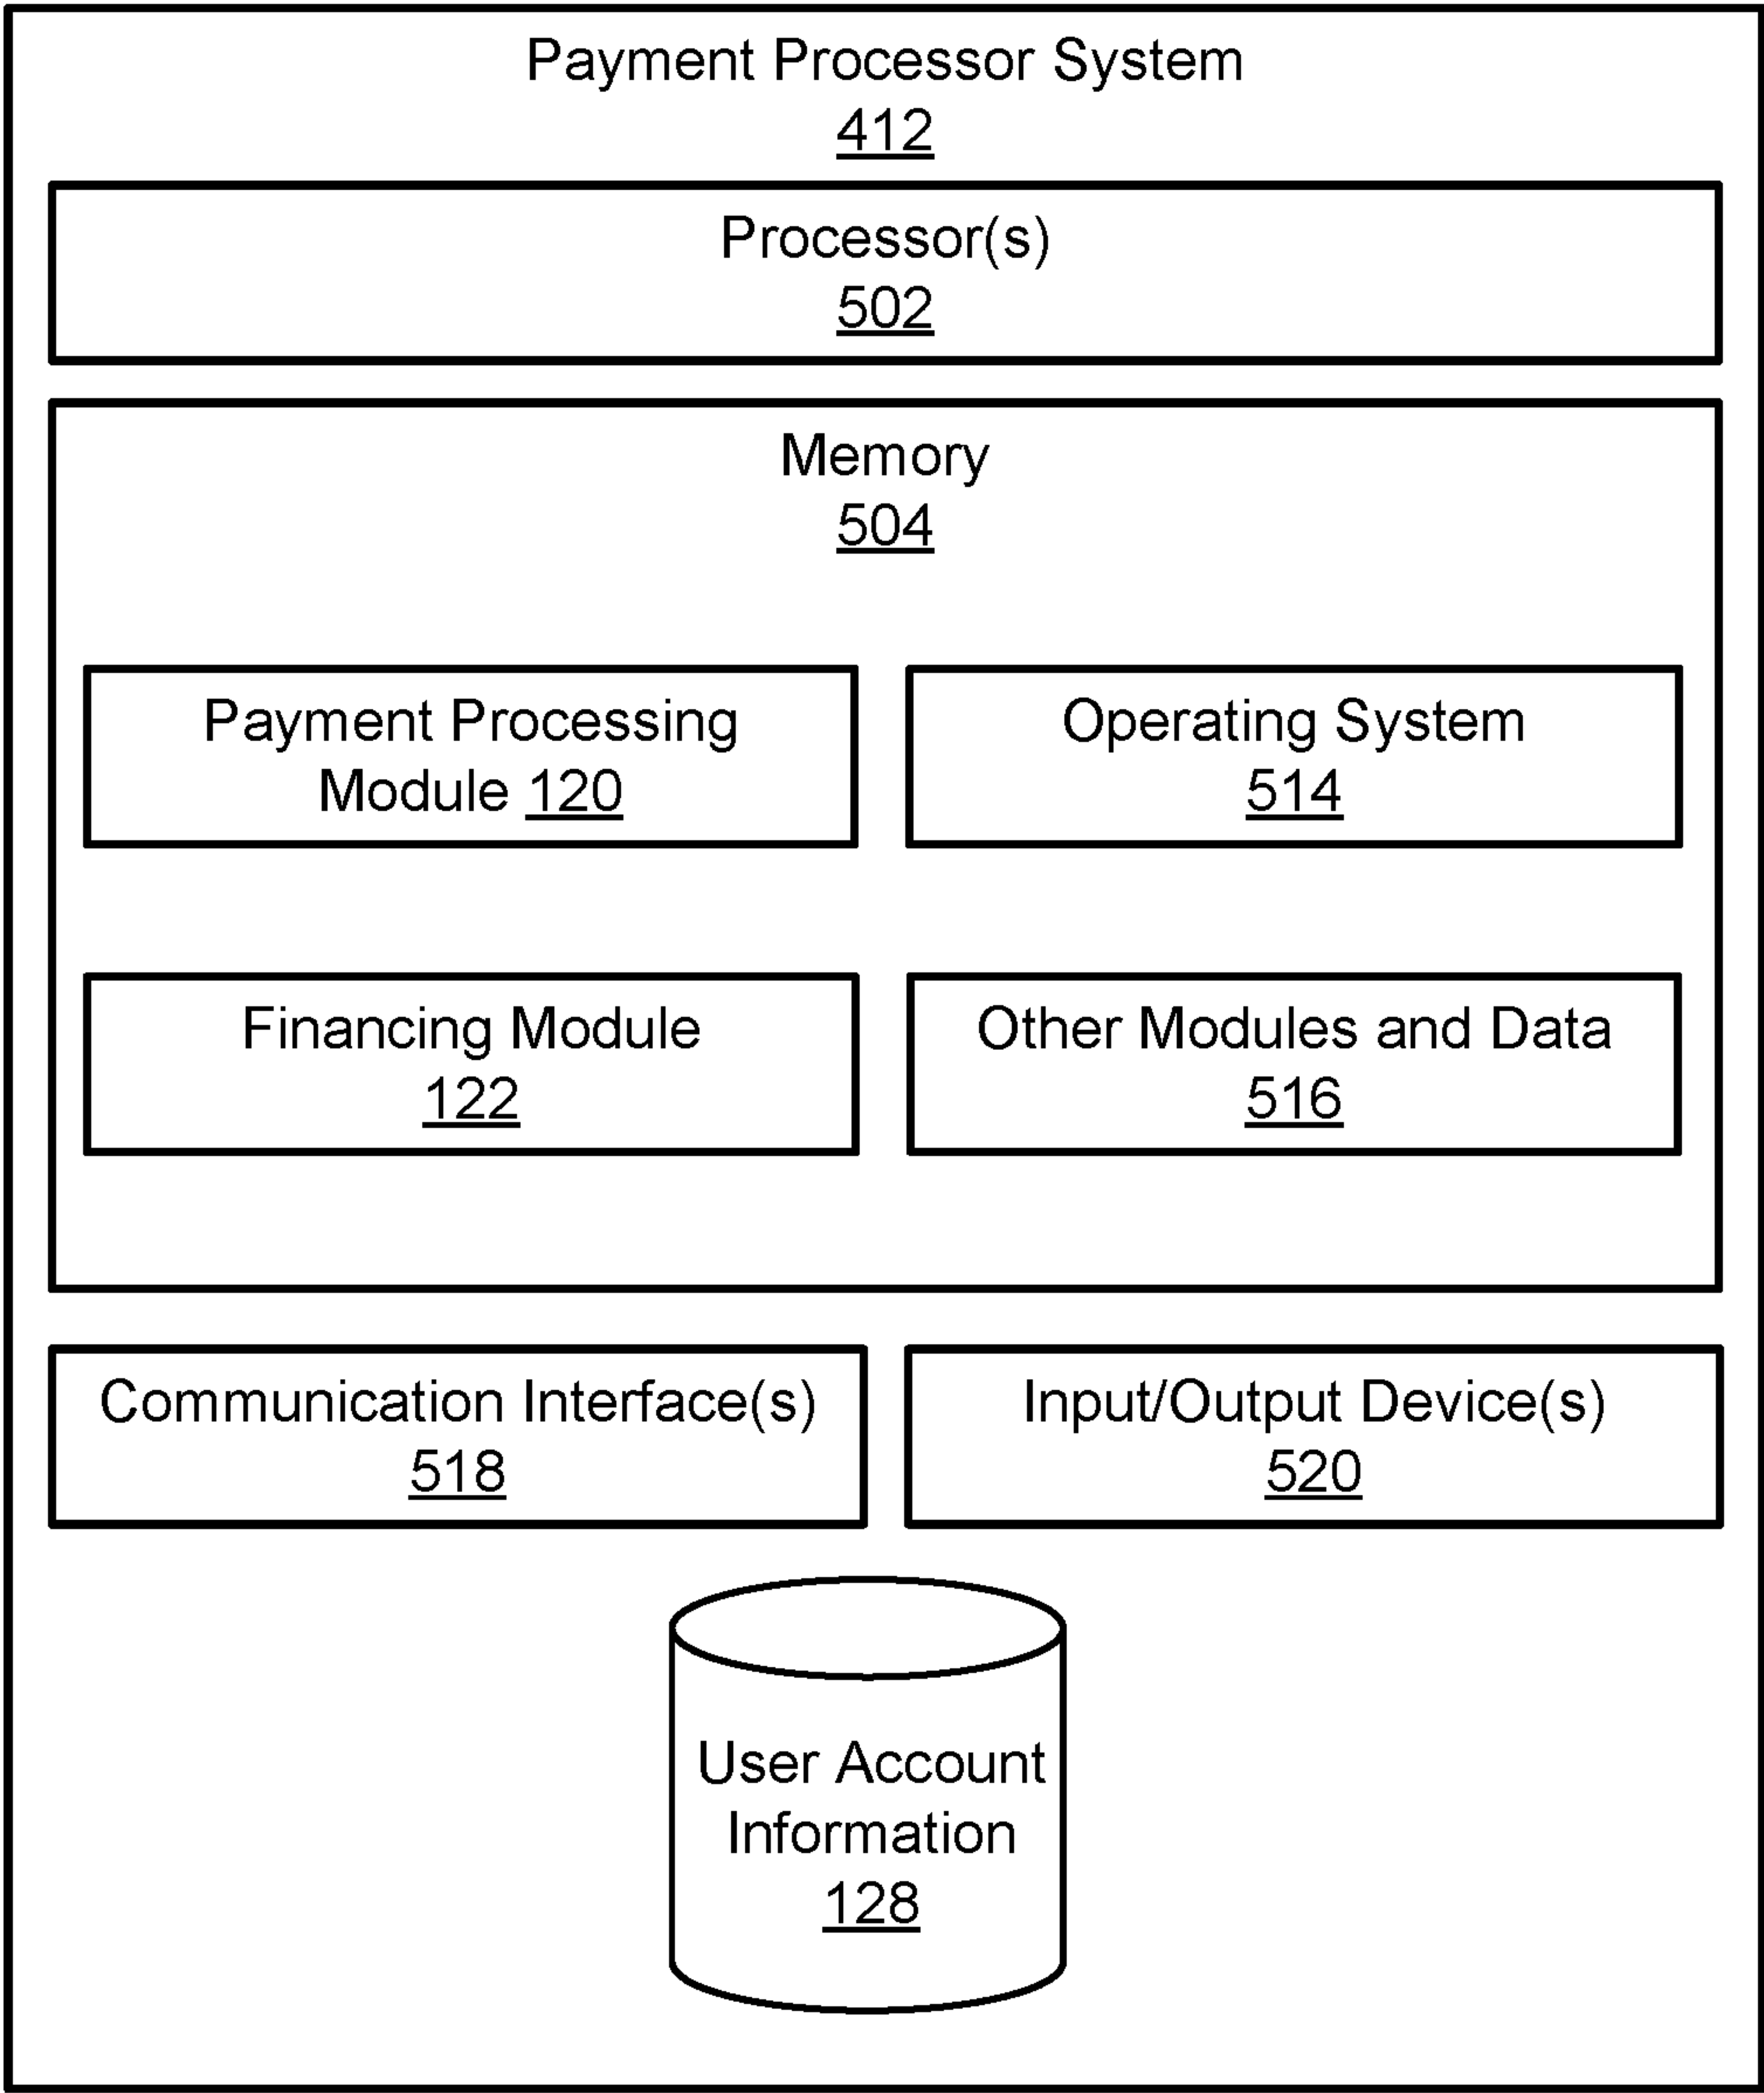 Payment Processor System
412
Processor(s)
502
Memory
504
Payment Processing
Module 120
Operating System
514
Financing Module
122
Other Modules and Data
516
Communication Interface(s)
518
Input/Output Device(s)
520
User Account
Information
128